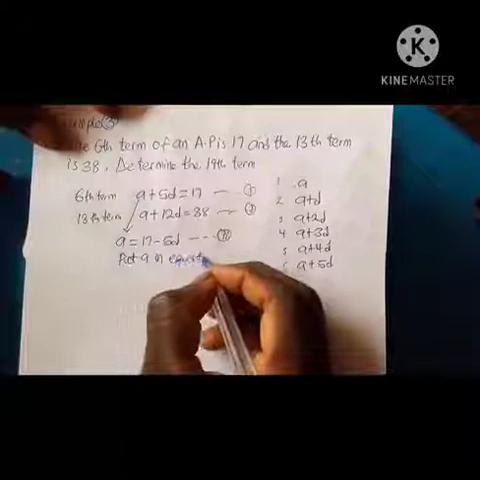 K
KINEMASTER
Example(3)
The 6th term of an A.P is 17 and the 13th term
is 38. Determine the 19th term
6th term a+5d=17 --- ①
13th term a+12d=38 --- ②
a=17-5d --- ③
Put a in
1 a
2 a+d
3 a+2d
4 a+3d
5 a+4d
6 a+5d